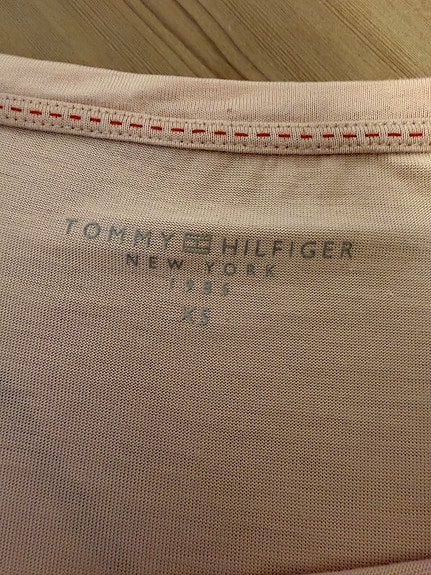 TOMMY HILFIGER
NEW YORK
1985
XS